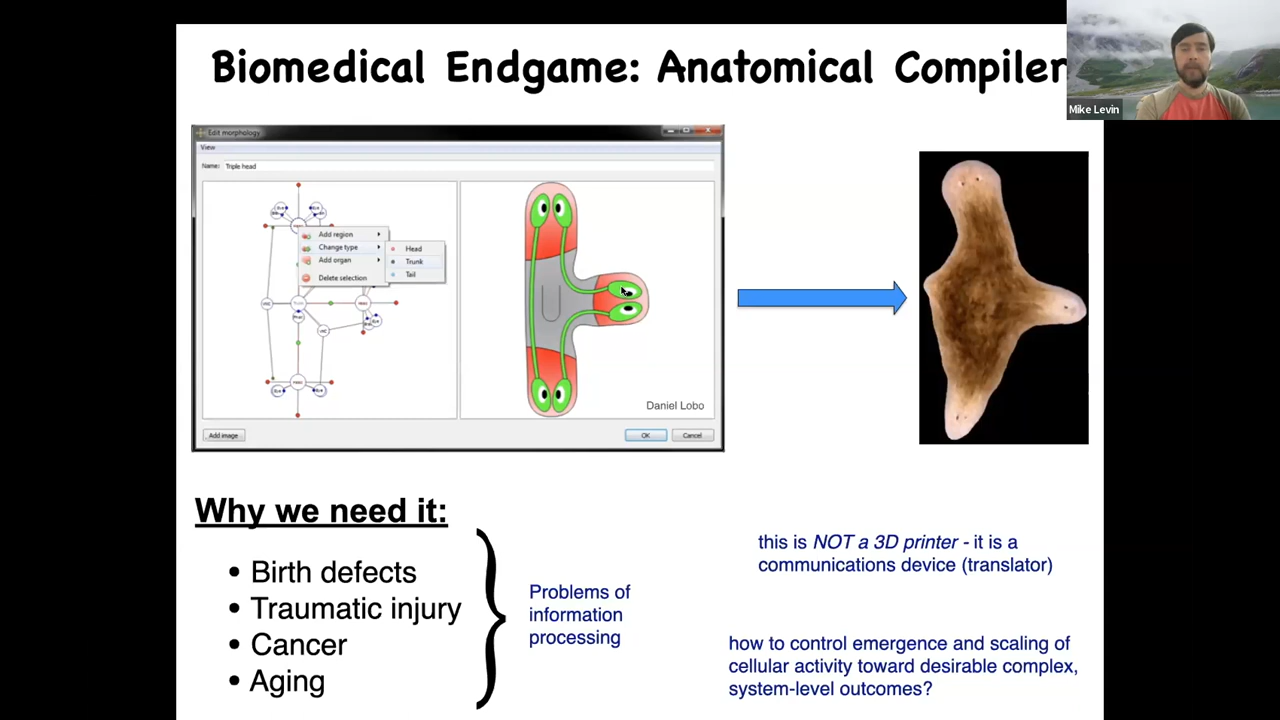 Biomedical Endgame: Anatomical Compiler
Mike Levin
Edit morphology
View
Name: Triple head
Add region
Change type
Add organ
Delete selection
Head
Trunk
Tail
Daniel Lobo
Add image
OK
Cancel
Why we need it:
• Birth defects
• Traumatic injury
• Cancer
• Aging
Problems of
information
processing
this is NOT a 3D printer - it is a
communications device (translator)
how to control emergence and scaling of
cellular activity toward desirable complex,
system-level outcomes?